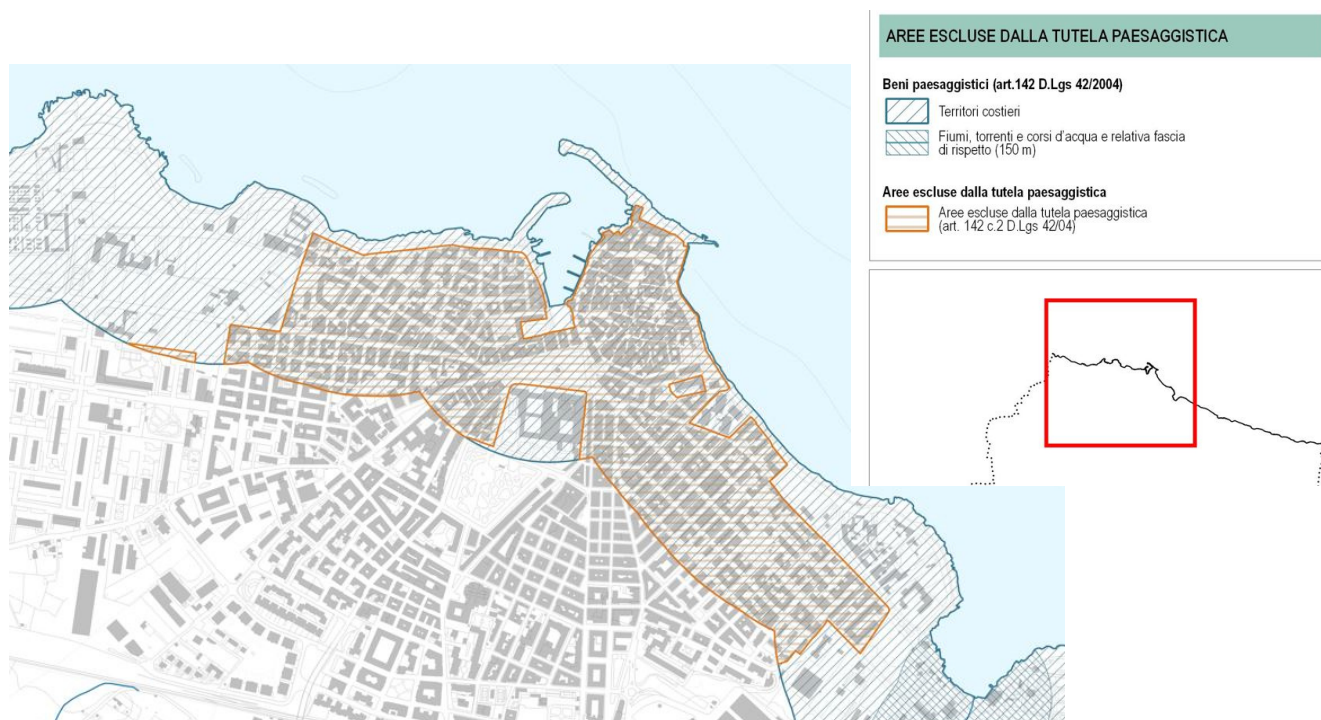 AREE ESCLUSE DALLA TUTELA PAESAGGISTICA
Beni paesaggistici (art.142 D.Lgs 42/2004)
Territori costieri
Fiumi, torrenti e corsi d'acqua e relativa fascia
di rispetto (150 m)
Aree escluse dalla tutela paesaggistica
Aree escluse dalla tutela paesaggistica
(art. 142 c.2 D.Lgs 42/04)